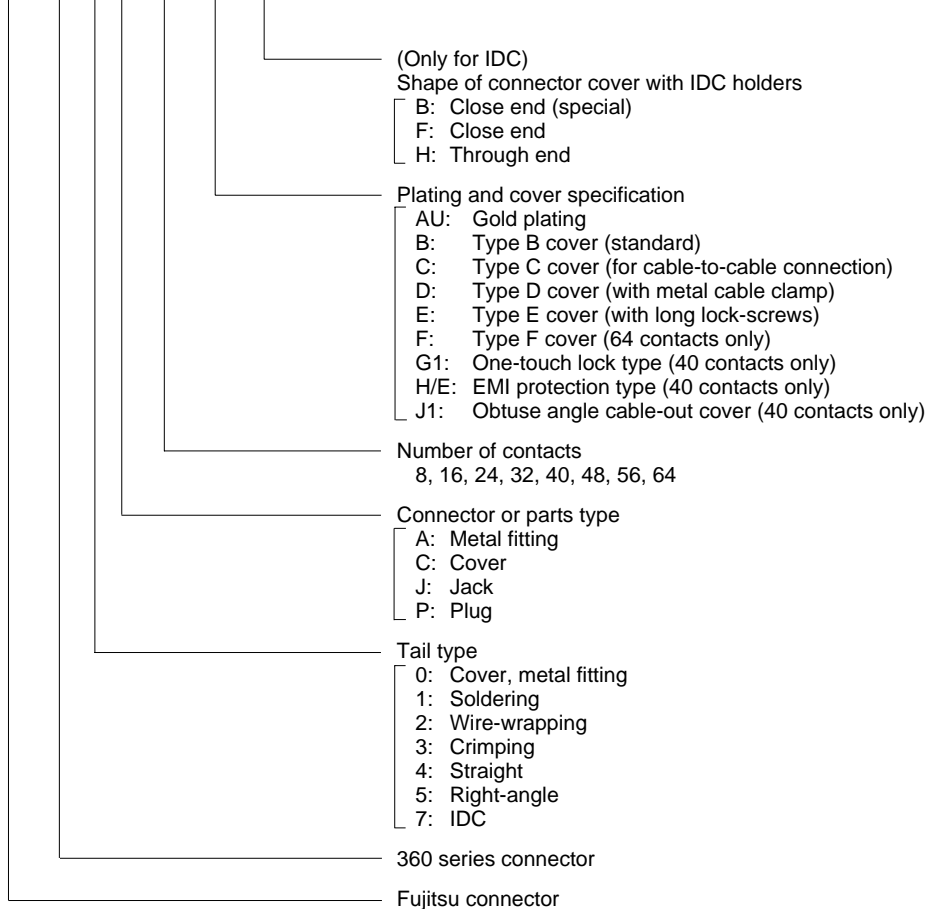 (Only for IDC)
Shape of connector cover with IDC holders
B: Close end (special)
F: Close end
H: Through end
Plating and cover specification
AU: Gold plating
B: Type B cover (standard)
C: Type C cover (for cable-to-cable connection)
D: Type D cover (with metal cable clamp)
E: Type E cover (with long lock-screws)
F: Type F cover (64 contacts only)
G1: One-touch lock type (40 contacts only)
H/E: EMI protection type (40 contacts only)
J1: Obtuse angle cable-out cover (40 contacts only)
Number of contacts
8, 16, 24, 32, 40, 48, 56, 64
Connector or parts type
A: Metal fitting
C: Cover
J: Jack
P: Plug
Tail type
0: Cover, metal fitting
1: Soldering
2: Wire-wrapping
3: Crimping
4: Straight
5: Right-angle
7: IDC
360 series connector
Fujitsu connector